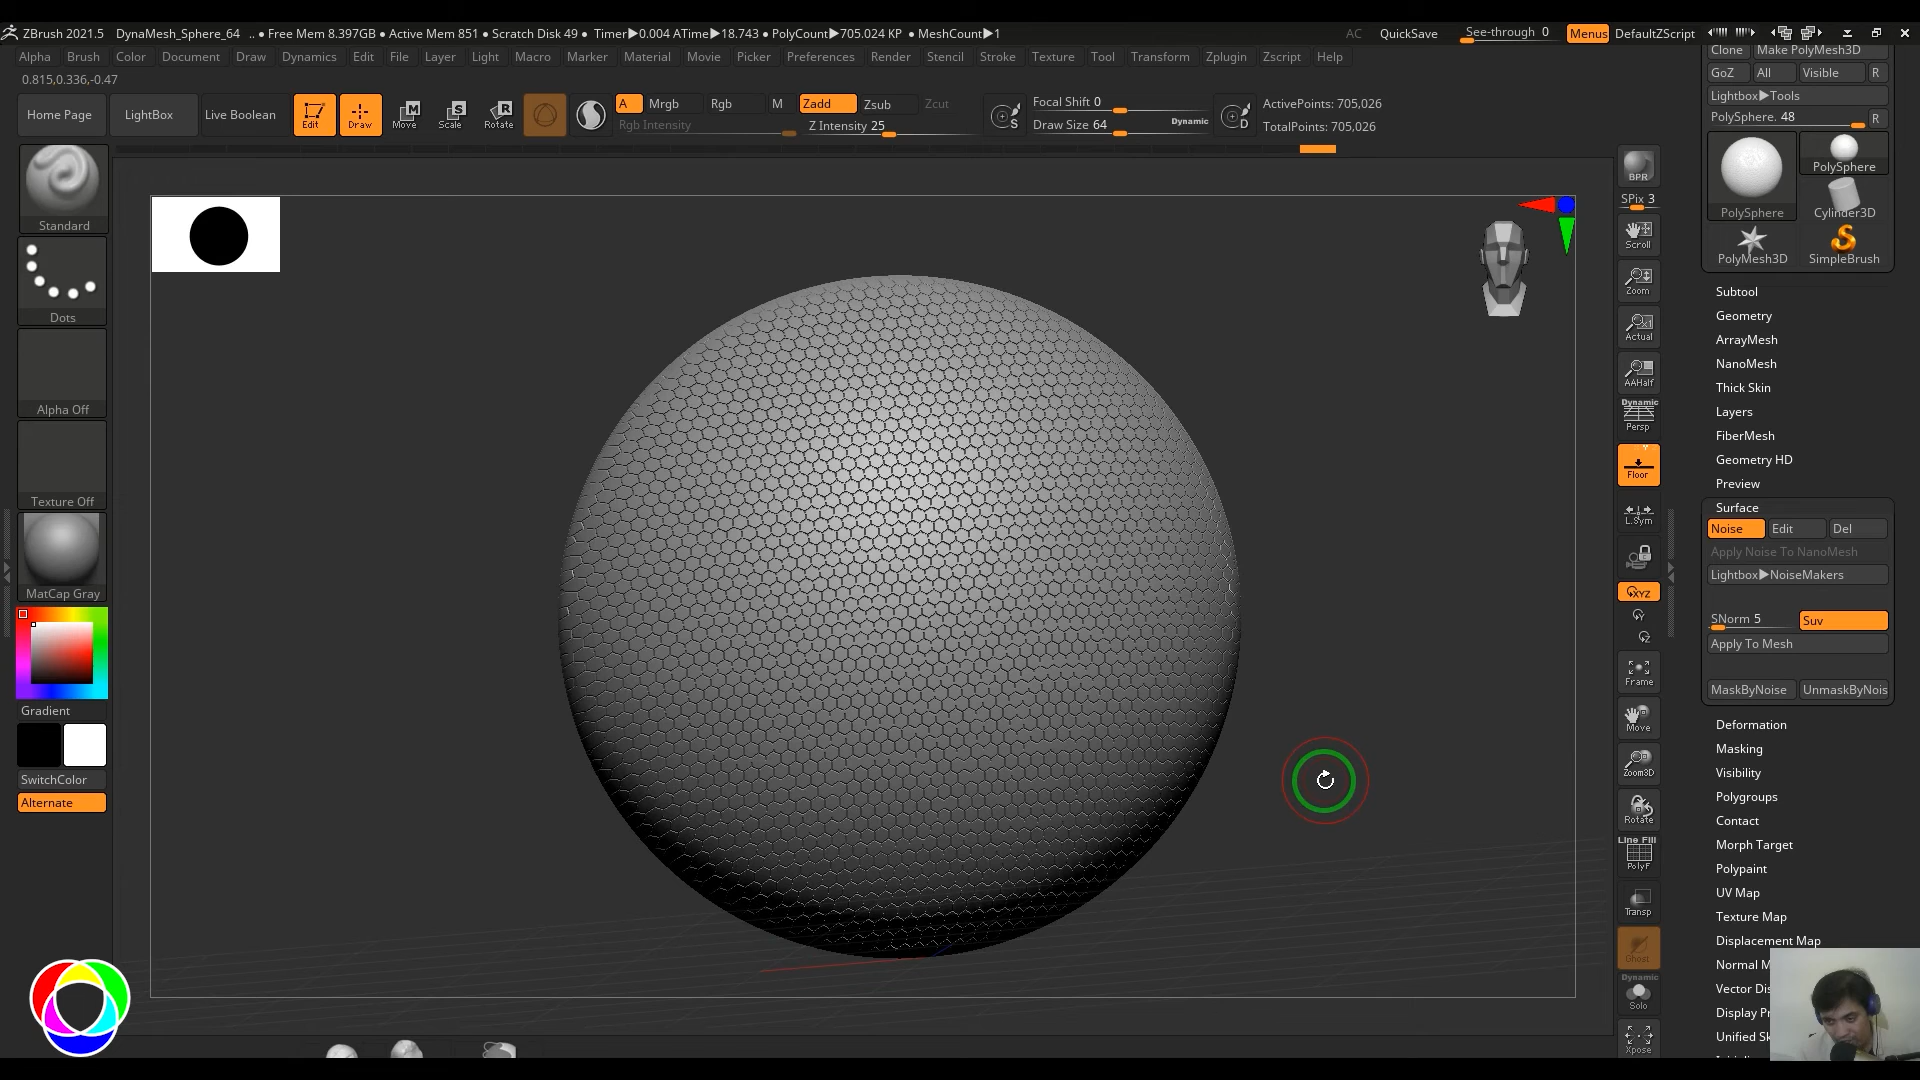 ZBrush 2021.5 DynaMesh_Sphere_64 .. ● Free Mem 8.397GB ● Active Mem 851 ● Scratch Disk 49 ● Timer▶0.004 ATime▶18.743 ● PolyCount▶705.024 KP ● MeshCount▶1 AC QuickSave See-through 0 Menus DefaultZScript
Alpha Brush Color Document Draw Dynamics Edit File Layer Light Macro Marker Material Movie Picker Preferences Render Stencil Stroke Texture Tool Transform Zplugin Zscript Help
0.815,0.336,-0.47
Home Page LightBox Live Boolean
Edit Draw Move Scale Rotate
A Mrgb Rgb M Zadd Zsub Zcut
Rgb Intensity Z Intensity 25
Focal Shift 0
Draw Size 64 Dynamic
ActivePoints: 705,026
TotalPoints: 705,026
Standard
Dots
Alpha Off
Texture Off
MatCap Gray
Gradient
SwitchColor
Alternate
BPR
SPix 3
Scroll
Zoom
Actual
AAHalf
Dynamic
Persp
Floor
L.Sym
XYZ
Y
Z
Frame
Move
Zoom3D
Rotate
Line Fill
PolyF
Transp
Ghost
Dynamic
Solo
Xpose
Clone Make PolyMesh3D
GoZ All Visible R
Lightbox▶Tools
PolySphere. 48 R
PolySphere
PolySphere Cylinder3D
PolyMesh3D SimpleBrush
Subtool
Geometry
ArrayMesh
NanoMesh
Thick Skin
Layers
FiberMesh
Geometry HD
Preview
Surface
Noise Edit Del
Apply Noise To NanoMesh
Lightbox▶NoiseMakers
SNorm 5 Suv
Apply To Mesh
MaskByNoise UnmaskByNois
Deformation
Masking
Visibility
Polygroups
Contact
Morph Target
Polypaint
UV Map
Texture Map
Displacement Map
Normal M
Vector Dis
Display Pr
Unified Sk